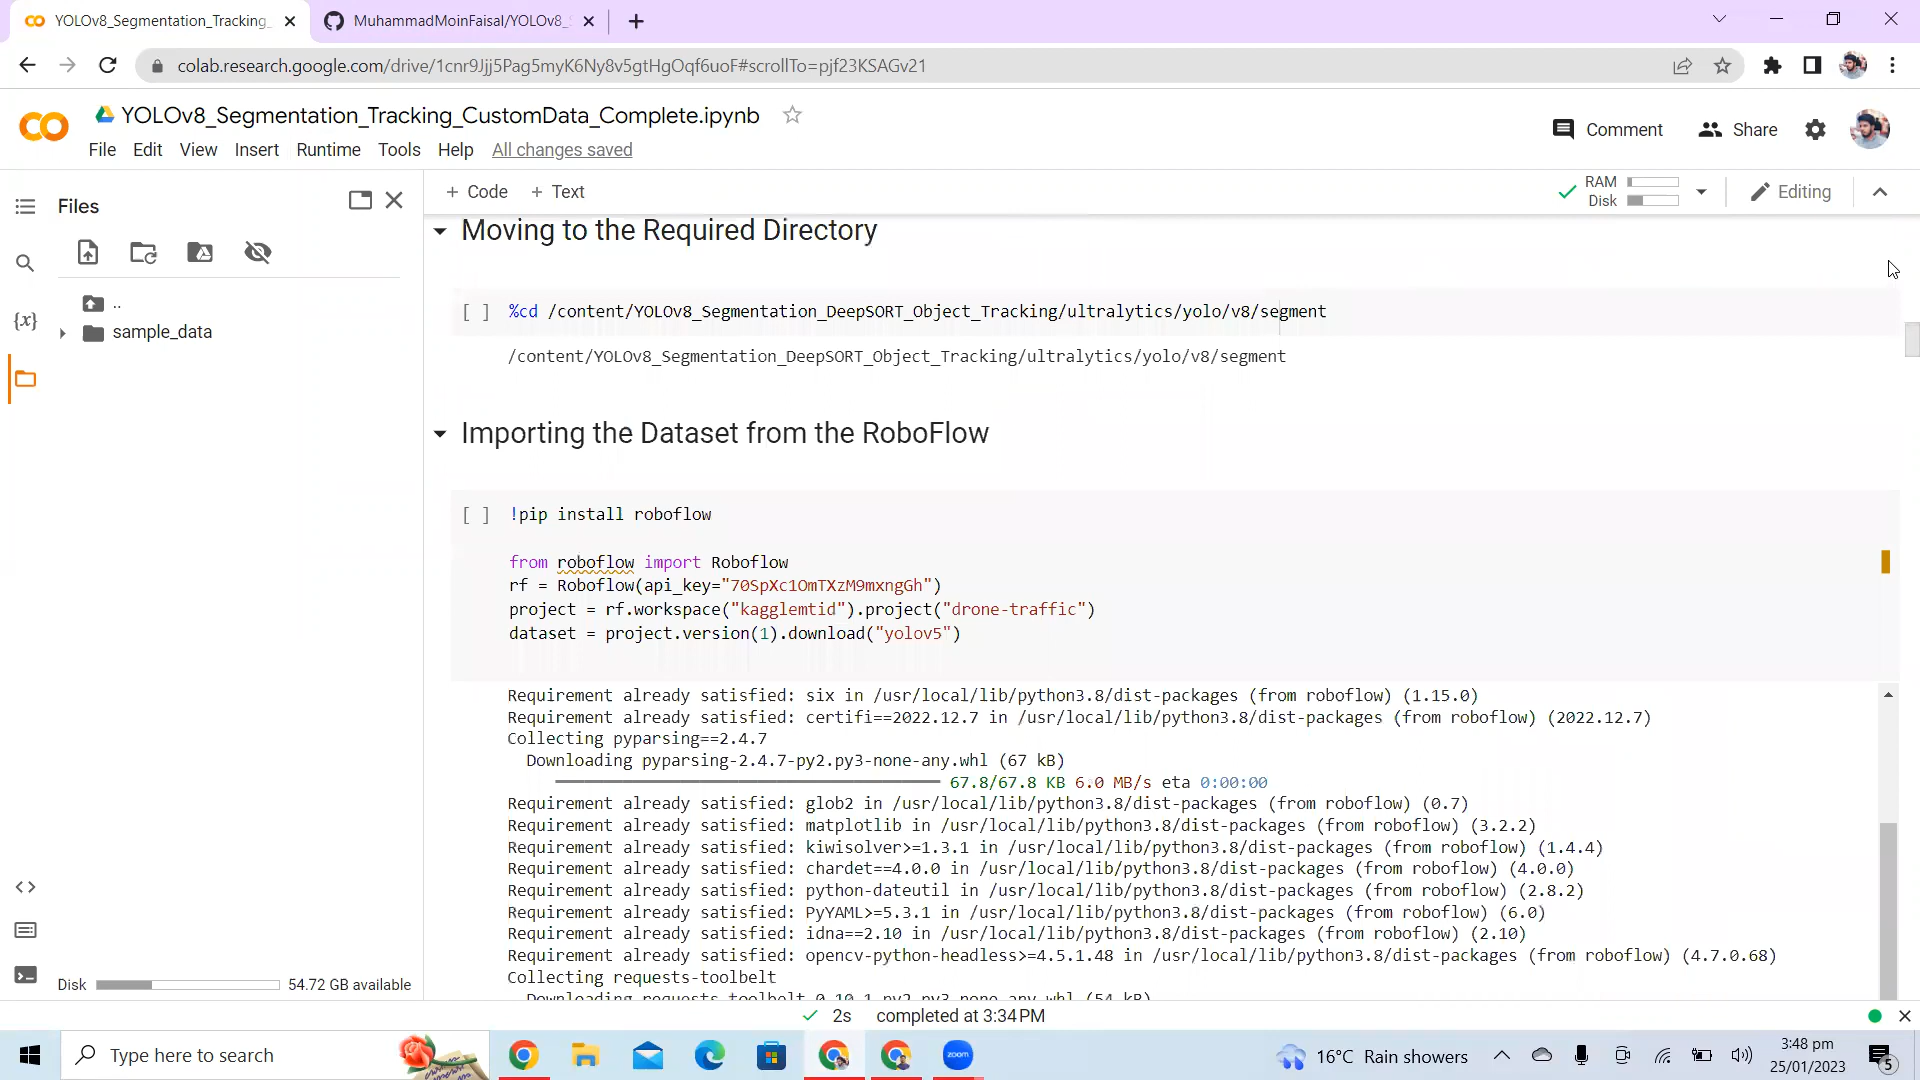 YOLOv8_Segmentation_Tracking_
MuhammadMoinFaisal/YOLOv8_S
colab.research.google.com/drive/1cnr9Jjj5Pag5myK6Ny8v5gtHgOqf6uoF#scrollTo=pjf23KSAGv21
YOLOv8_Segmentation_Tracking_CustomData_Complete.ipynb
File Edit View Insert Runtime Tools Help All changes saved
Comment Share
Files
+ Code + Text
RAM
Disk
Editing
..
sample_data
{x}
Moving to the Required Directory
[ ] %cd /content/YOLOv8_Segmentation_DeepSORT_Object_Tracking/ultralytics/yolo/v8/segment
/content/YOLOv8_Segmentation_DeepSORT_Object_Tracking/ultralytics/yolo/v8/segment
Importing the Dataset from the RoboFlow
[ ] !pip install roboflow
from roboflow import Roboflow
rf = Roboflow(api_key="70SpXc1OmTXzM9mxngGh")
project = rf.workspace("kagglemtid").project("drone-traffic")
dataset = project.version(1).download("yolov5")
Requirement already satisfied: six in /usr/local/lib/python3.8/dist-packages (from roboflow) (1.15.0)
Requirement already satisfied: certifi==2022.12.7 in /usr/local/lib/python3.8/dist-packages (from roboflow) (2022.12.7)
Collecting pyparsing==2.4.7
Downloading pyparsing-2.4.7-py2.py3-none-any.whl (67 kB)
67.8/67.8 KB 6.0 MB/s eta 0:00:00
Requirement already satisfied: glob2 in /usr/local/lib/python3.8/dist-packages (from roboflow) (0.7)
Requirement already satisfied: matplotlib in /usr/local/lib/python3.8/dist-packages (from roboflow) (3.2.2)
Requirement already satisfied: kiwisolver>=1.3.1 in /usr/local/lib/python3.8/dist-packages (from roboflow) (1.4.4)
Requirement already satisfied: chardet==4.0.0 in /usr/local/lib/python3.8/dist-packages (from roboflow) (4.0.0)
Requirement already satisfied: python-dateutil in /usr/local/lib/python3.8/dist-packages (from roboflow) (2.8.2)
Requirement already satisfied: PyYAML>=5.3.1 in /usr/local/lib/python3.8/dist-packages (from roboflow) (6.0)
Requirement already satisfied: idna==2.10 in /usr/local/lib/python3.8/dist-packages (from roboflow) (2.10)
Requirement already satisfied: opencv-python-headless>=4.5.1.48 in /usr/local/lib/python3.8/dist-packages (from roboflow) (4.7.0.68)
Collecting requests-toolbelt
Downloading requests_toolbelt-0.10.1-py2.py3-none-any.whl (54 kB)
Disk 54.72 GB available
2s completed at 3:34 PM
Type here to search
zoom
16°C Rain showers
3:48 pm
25/01/2023
5